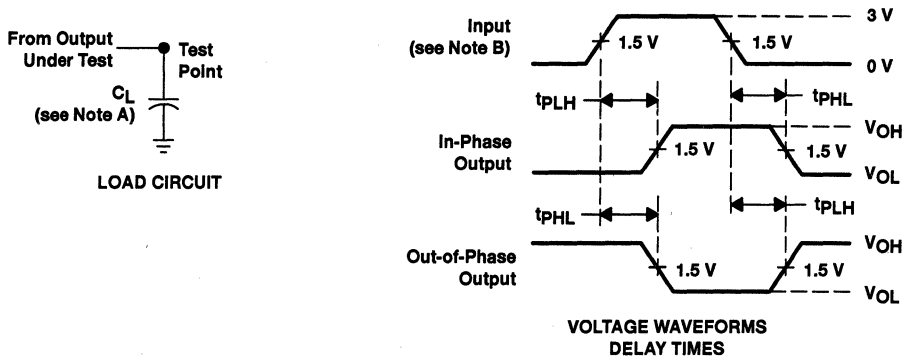 From Output
Under Test
Test
Point
CL
(see Note A)
LOAD CIRCUIT
Input
(see Note B)
1.5 V
1.5 V
3 V
0 V
tPLH
tPHL
In-Phase
Output
1.5 V
1.5 V
VOH
VOL
tPHL
tPLH
Out-of-Phase
Output
1.5 V
1.5 V
VOH
VOL
VOLTAGE WAVEFORMS
DELAY TIMES